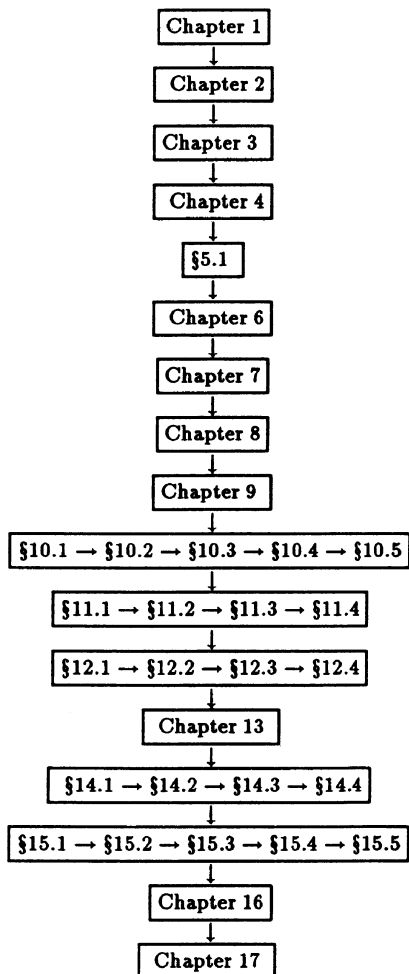 Chapter 1
Chapter 2
Chapter 3
Chapter 4
§5.1
Chapter 6
Chapter 7
Chapter 8
Chapter 9
§10.1 → §10.2 → §10.3 → §10.4 → §10.5
§11.1 → §11.2 → §11.3 → §11.4
§12.1 → §12.2 → §12.3 → §12.4
Chapter 13
§14.1 → §14.2 → §14.3 → §14.4
§15.1 → §15.2 → §15.3 → §15.4 → §15.5
Chapter 16
Chapter 17